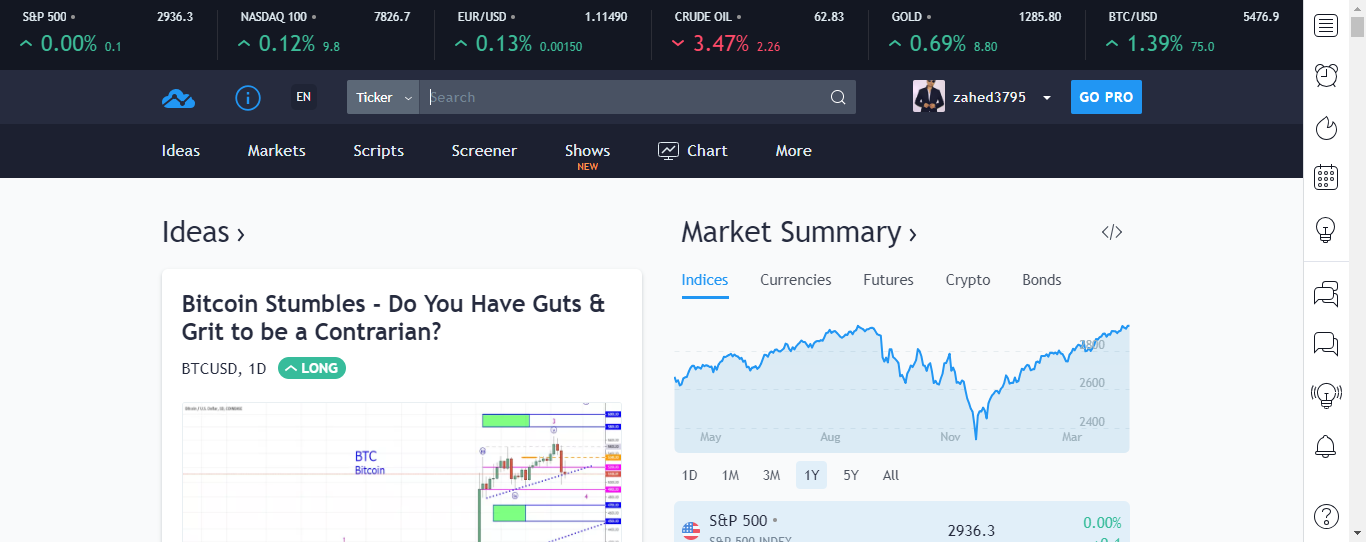 S&P 500 2936.3
0.00% 0.1
NASDAQ 100 7826.7
0.12% 9.8
EUR/USD 1.11490
0.13% 0.00150
CRUDE OIL 62.83
3.47% 2.26
GOLD 1285.80
0.69% 8.80
BTC/USD 5476.9
1.39% 75.0
EN
Ticker
Search
zahed3795
GO PRO
Ideas Markets Scripts Screener Shows Chart More
NEW
Ideas ›
Bitcoin Stumbles - Do You Have Guts &
Grit to be a Contrarian?
BTCUSD, 1D LONG
BTC
Bitcoin
Market Summary › </>
Indices Currencies Futures Crypto Bonds
2800
2600
2400
May Aug Nov Mar
1D 1M 3M 1Y 5Y All
S&P 500 2936.3 0.00%
S&P 500 INDEX +0.1